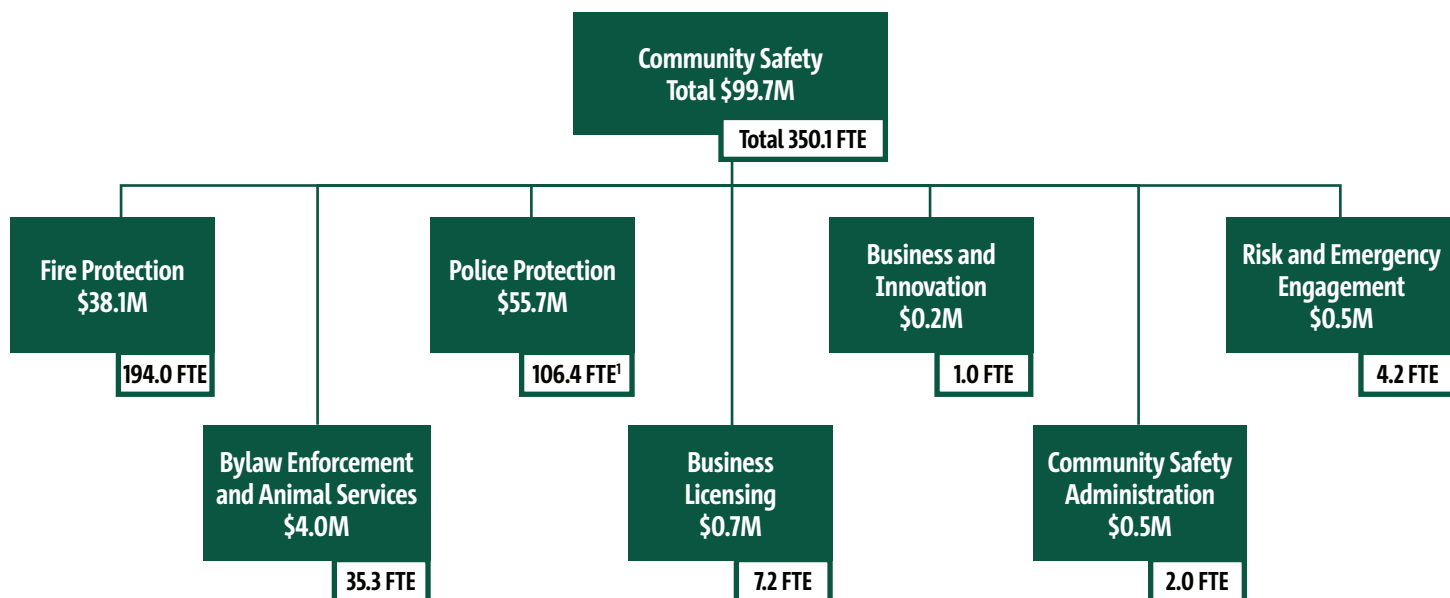 Community Safety
Total $99.7M
Total 350.1 FTE
Fire Protection
$38.1M
194.0 FTE
Police Protection
$55.7M
106.4 FTE¹
Business and
Innovation
$0.2M
1.0 FTE
Risk and Emergency
Engagement
$0.5M
4.2 FTE
Bylaw Enforcement
and Animal Services
$4.0M
35.3 FTE
Business
Licensing
$0.7M
7.2 FTE
Community Safety
Administration
$0.5M
2.0 FTE